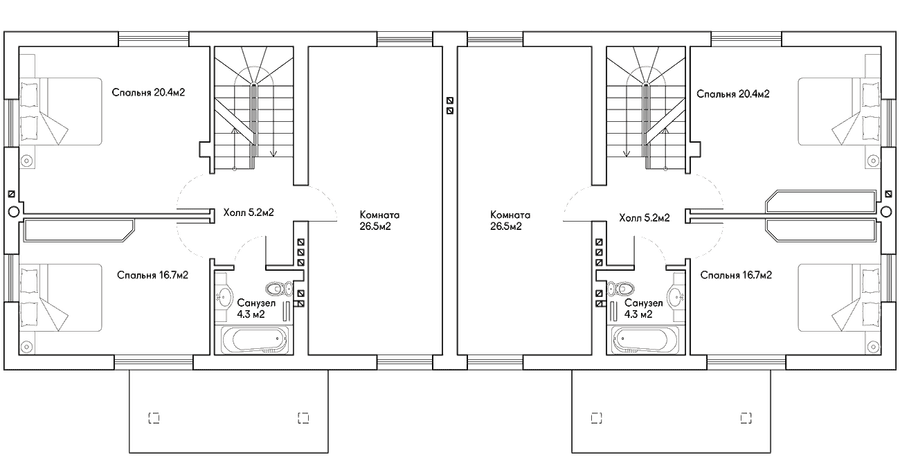 Спальня 20.4м2
Спальня 20.4м2
Холл 5.2м2
Комната
26.5м2
Комната
26.5м2
Холл 5.2м2
Спальня 16.7м2
Спальня 16.7м2
Санузел
4.3 м2
Санузел
4.3 м2